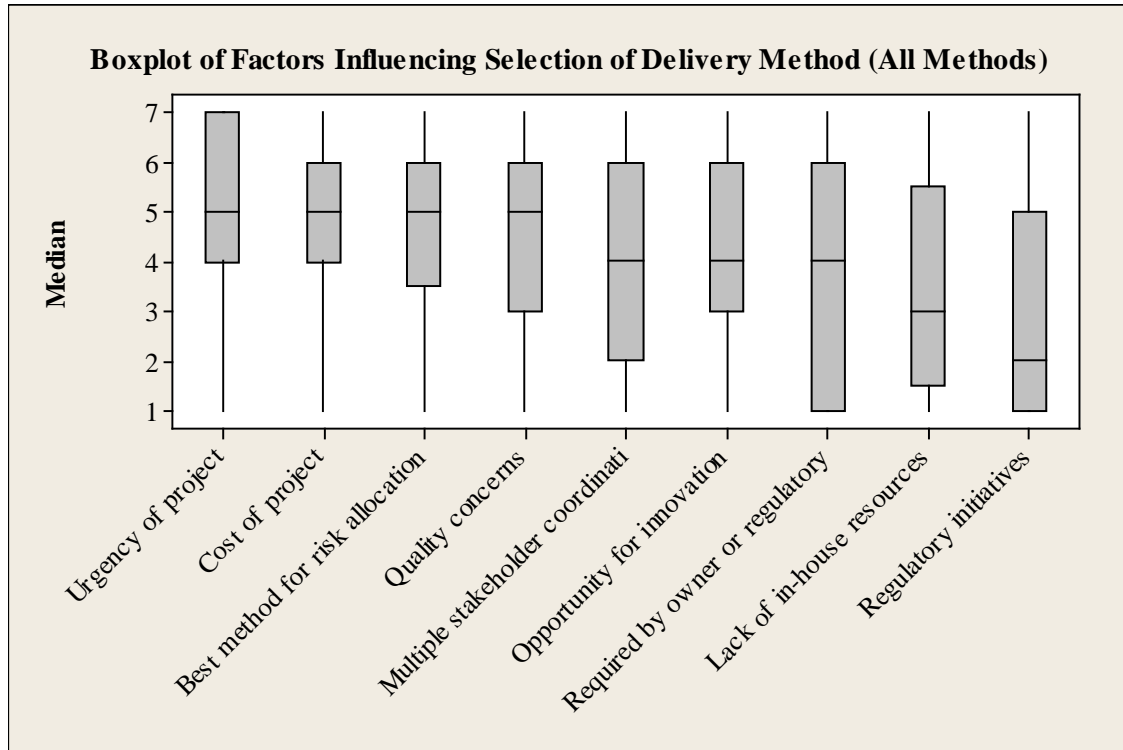 Boxplot of Factors Influencing Selection of Delivery Method (All Methods)
Median
7
6
5
4
3
2
1
Urgency of project
Cost of project
Best method for risk allocation
Quality concerns
Multiple stakeholder coordinati
Opportunity for innovation
Required by owner or regulatory
Lack of in-house resources
Regulatory initiatives